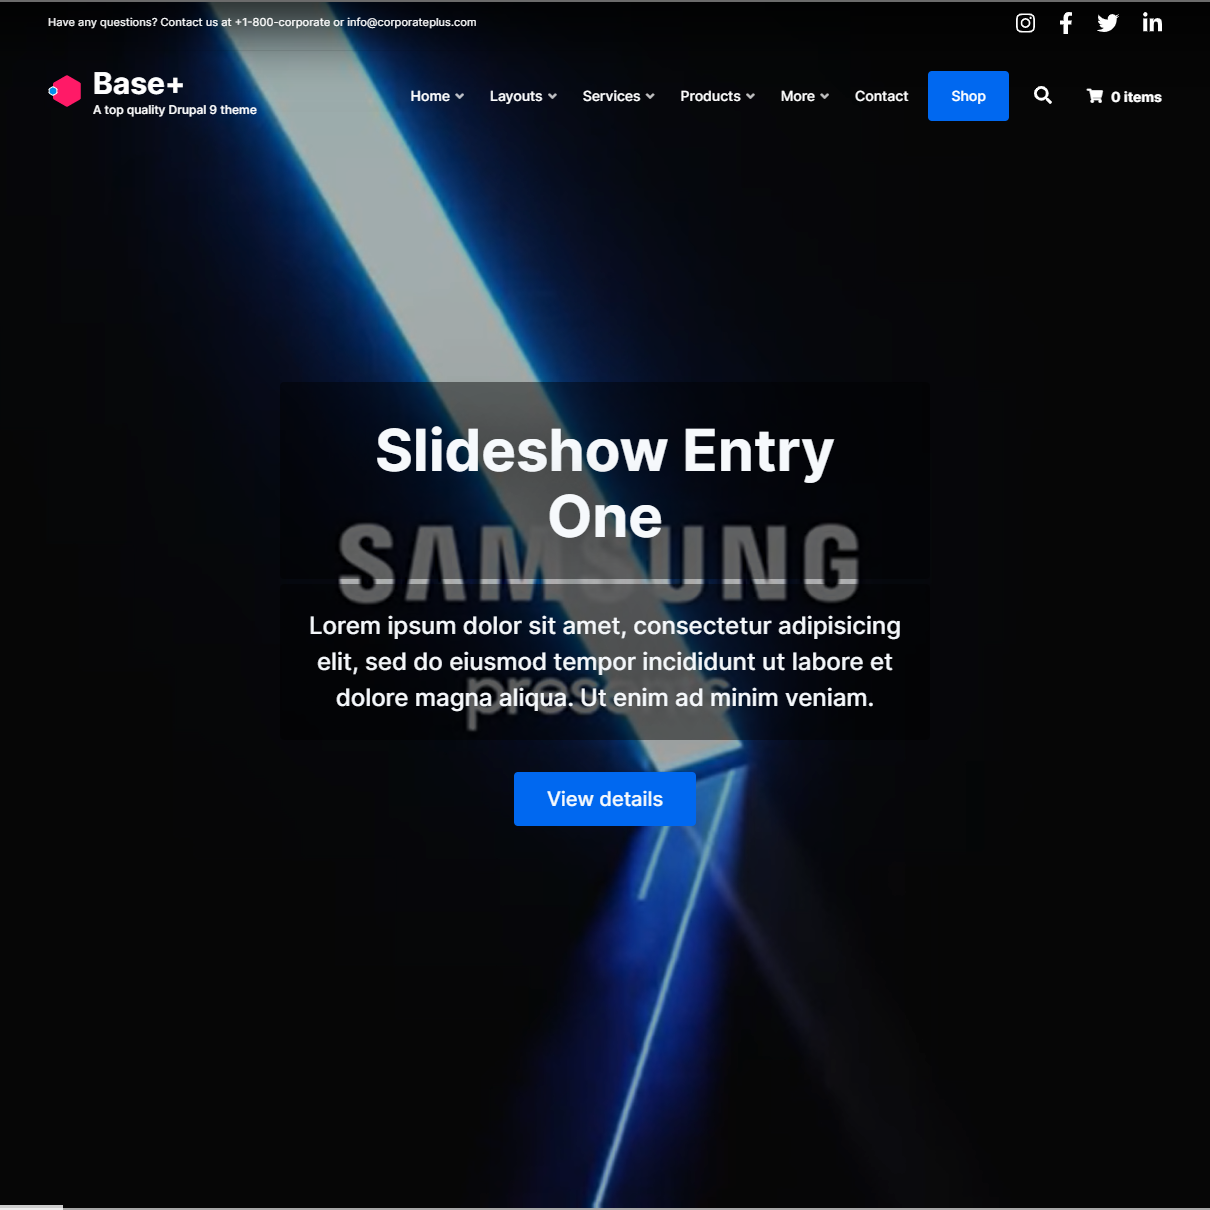 Have any questions? Contact us at +1-800-corporate or info@corporateplus.com
Base+
A top quality Drupal 9 theme
Home
Layouts
Services
Products
More
Contact
Shop
0 items
Slideshow Entry
One
SAMSUNG
Lorem ipsum dolor sit amet, consectetur adipisicing
elit, sed do eiusmod tempor incididunt ut labore et
dolore magna aliqua. Ut enim ad minim veniam.
presents
View details